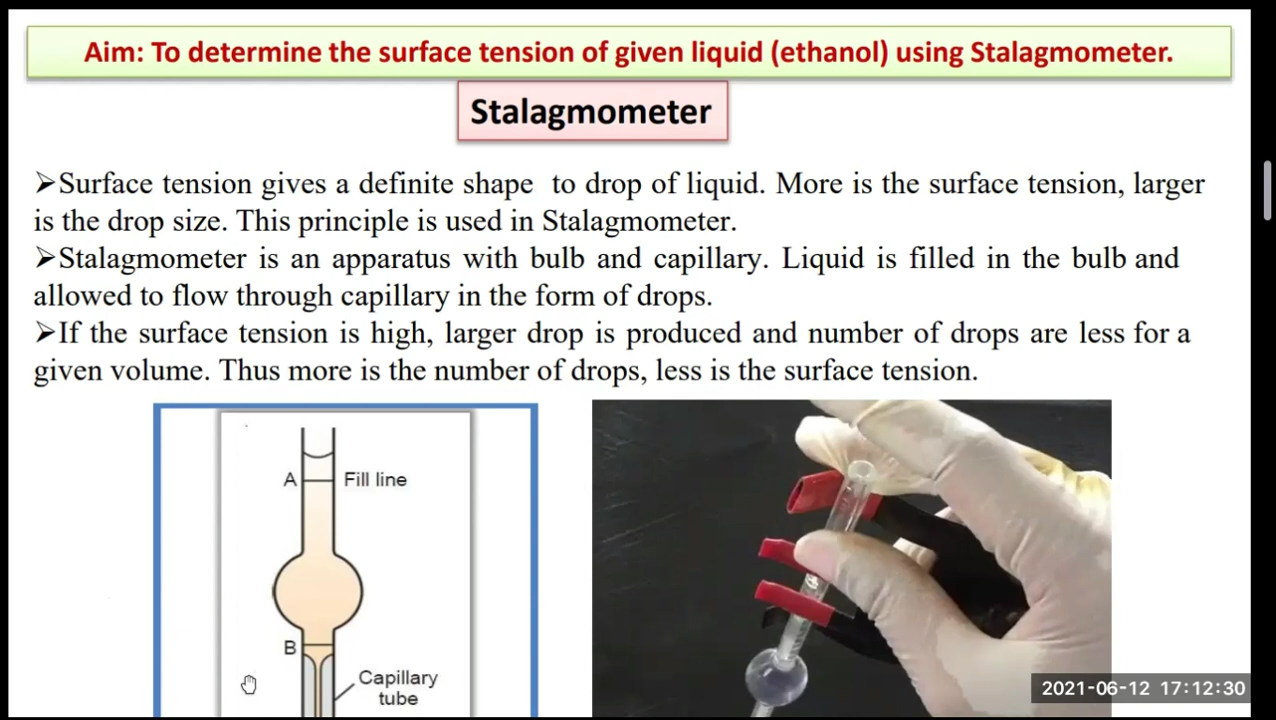 Aim: To determine the surface tension of given liquid (ethanol) using Stalagmometer.
Stalagmometer
➢Surface tension gives a definite shape to drop of liquid. More is the surface tension, larger
is the drop size. This principle is used in Stalagmometer.
➢Stalagmometer is an apparatus with bulb and capillary. Liquid is filled in the bulb and
allowed to flow through capillary in the form of drops.
➢If the surface tension is high, larger drop is produced and number of drops are less for a
given volume. Thus more is the number of drops, less is the surface tension.
A Fill line
B
Capillary
tube
2021-06-12 17:12:30